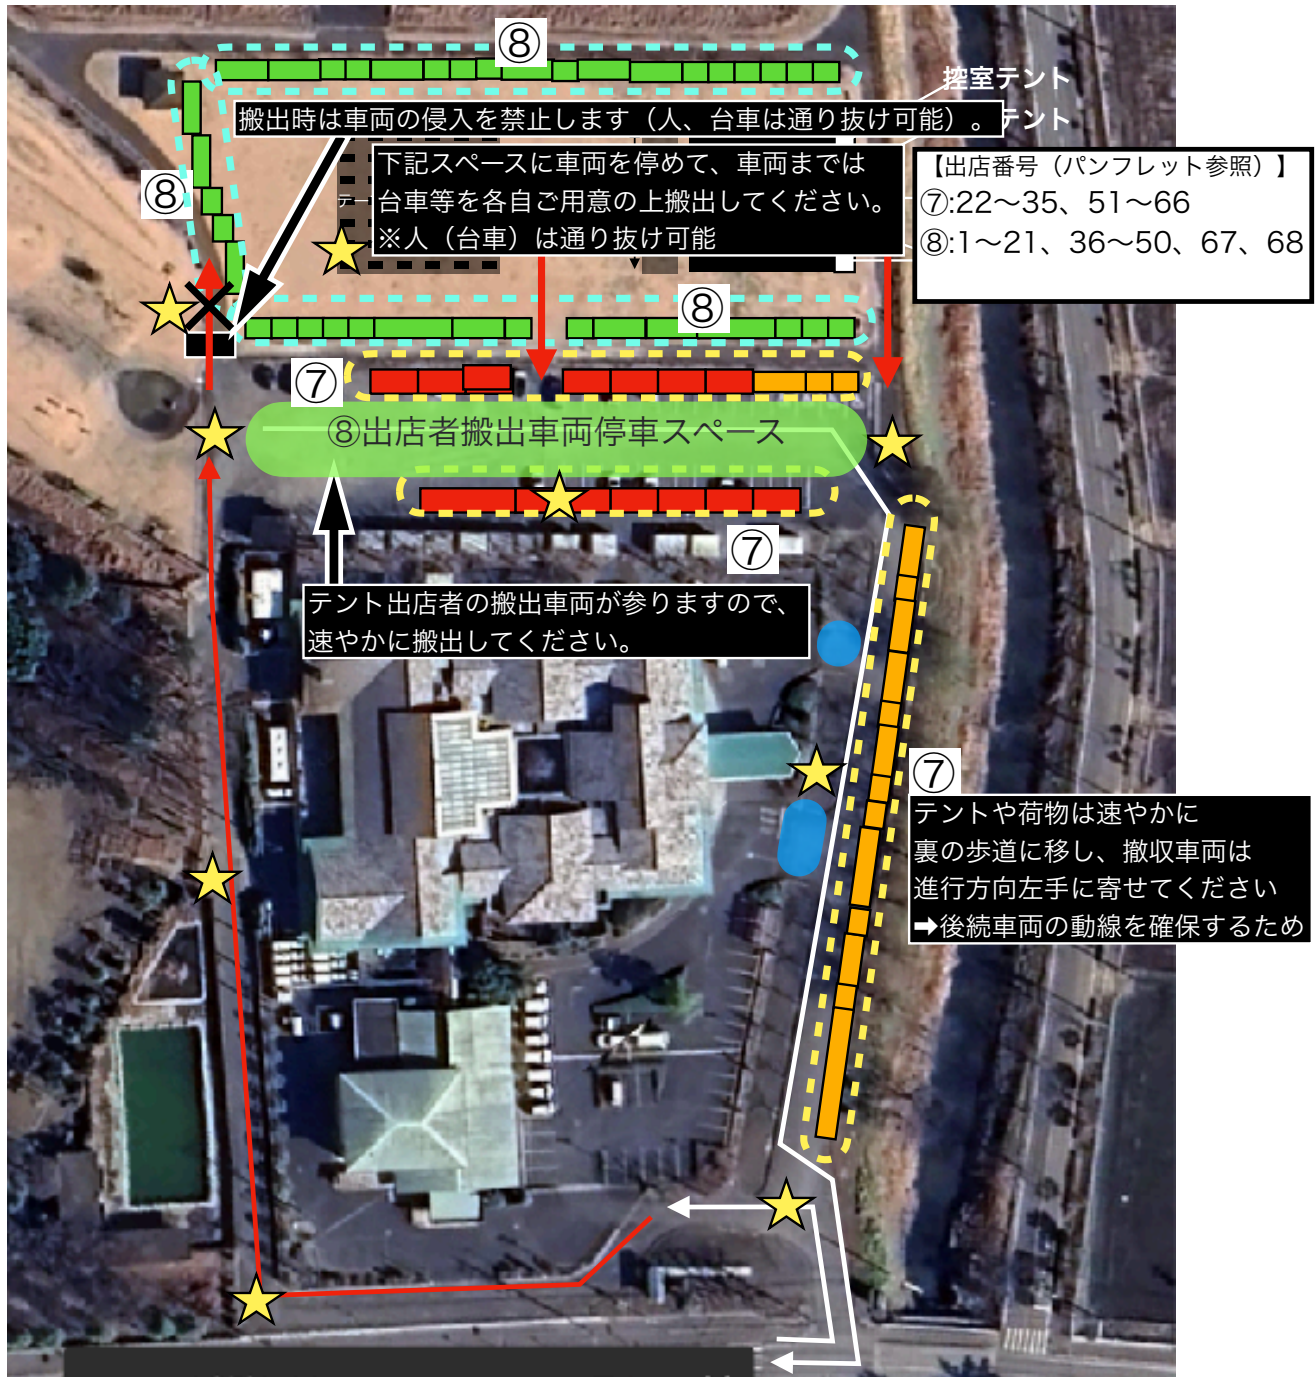 ⑧
控室テント
搬出時は車両の侵入を禁止します（人、台車は通り抜け可能）。
テント
下記スペースに車両を停めて、車両までは
台車等を各自ご用意の上搬出してください。
※人（台車）は通り抜け可能
テー
【出店番号（パンフレット参照）】
⑦:22〜35、51〜66
⑧:1〜21、36〜50、67、68
⑧
⑧
⑦
⑧出店者搬出車両停車スペース
⑦
テント出店者の搬出車両が参りますので、
速やかに搬出してください。
⑦
テントや荷物は速やかに
裏の歩道に移し、撤収車両は
進行方向左手に寄せてください
➡後続車両の動線を確保するため